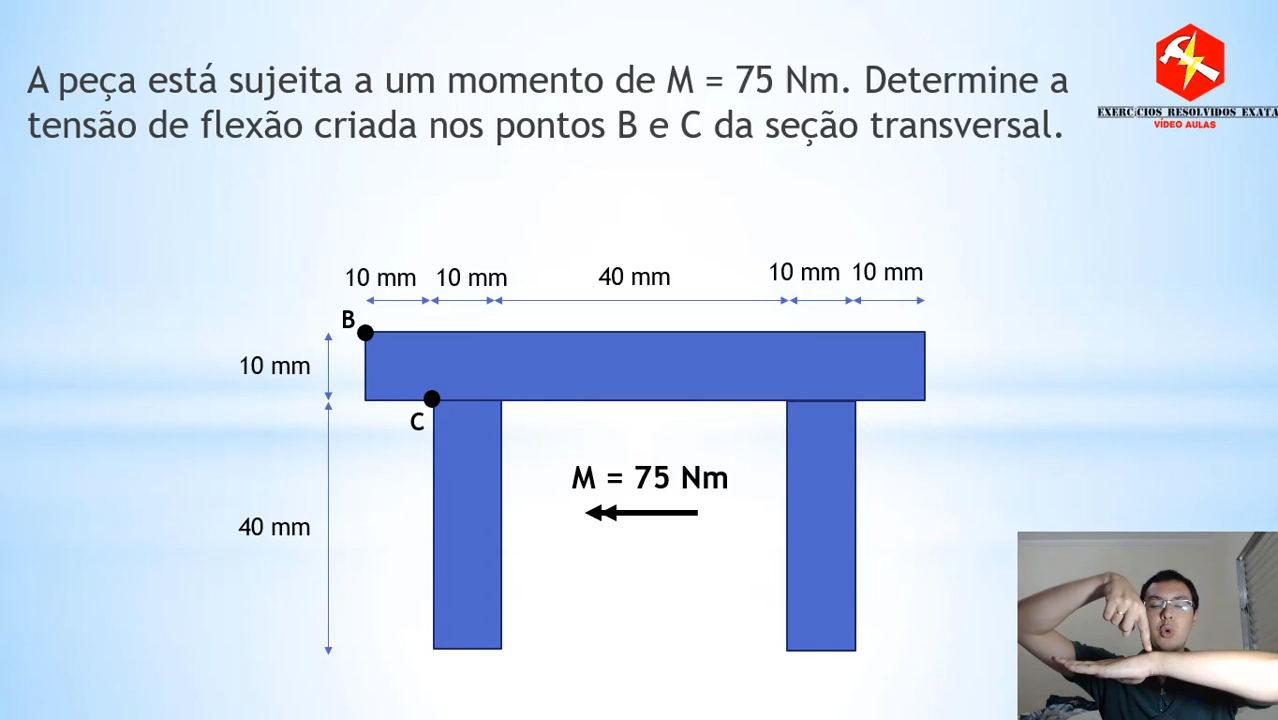 A peça está sujeita a um momento de M = 75 Nm. Determine a
tensão de flexão criada nos pontos B e C da seção transversal.
EXERCíCIOS RESOLVIDOS EXATA
VÍDEO AULAS
10 mm 10 mm 40 mm 10 mm 10 mm
B
10 mm
C
M = 75 Nm
40 mm